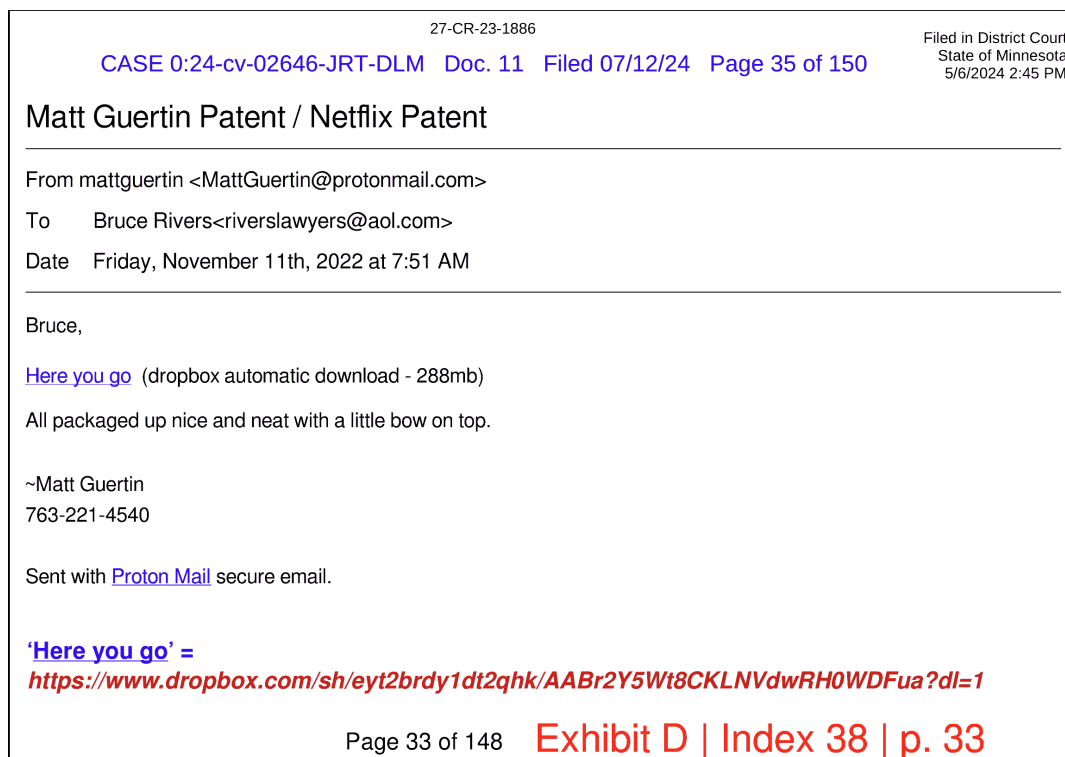 27-CR-23-1886
Filed in District Court
State of Minnesota
5/6/2024 2:45 PM
CASE 0:24-cv-02646-JRT-DLM Doc. 11 Filed 07/12/24 Page 35 of 150
Matt Guertin Patent / Netflix Patent
From mattguertin <MattGuertin@protonmail.com>
To Bruce Rivers<riverslawyers@aol.com>
Date Friday, November 11th, 2022 at 7:51 AM
Bruce,
Here you go (dropbox automatic download - 288mb)
All packaged up nice and neat with a little bow on top.
~Matt Guertin
763-221-4540
Sent with Proton Mail secure email.
‘Here you go’ =
https://www.dropbox.com/sh/eyt2brdy1dt2qhk/AABr2Y5Wt8CKLNVdwRH0WDFua?dl=1
Page 33 of 148 Exhibit D | Index 38 | p. 33